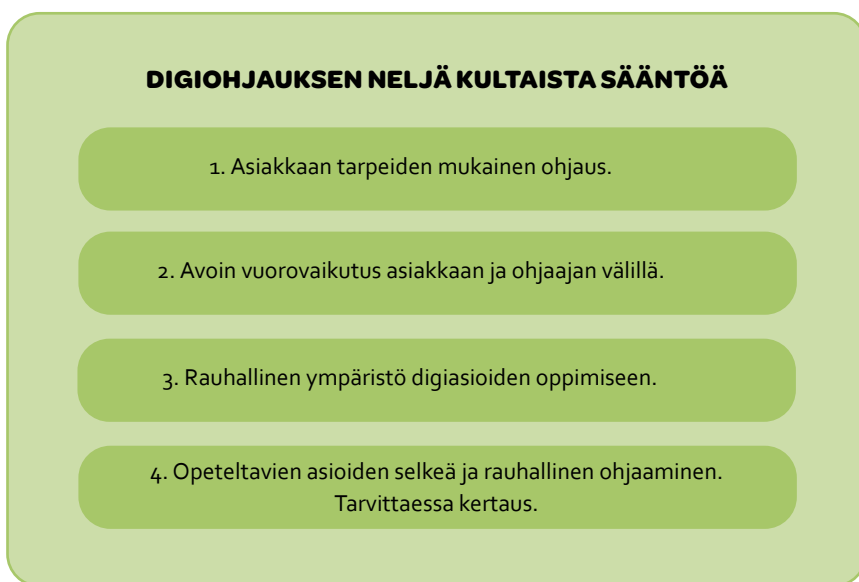 DIGIOHJAUKSEN NELJÄ KULTAISTA SÄÄNTÖÄ
1. Asiakkaan tarpeiden mukainen ohjaus.
2. Avoin vuorovaikutus asiakkaan ja ohjaajan välillä.
3. Rauhallinen ympäristö digiasioiden oppimiseen.
4. Opeteltavien asioiden selkeä ja rauhallinen ohjaaminen.
Tarvittaessa kertaus.